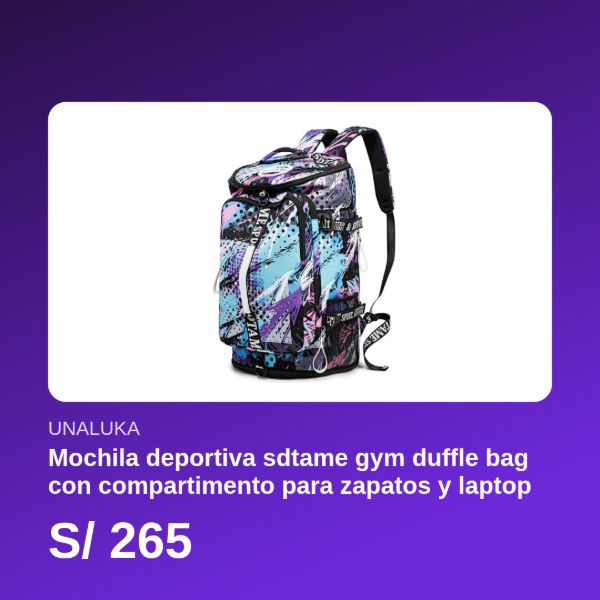 UNALUKA
Mochila deportiva sdtame gym duffle bag
con compartimento para zapatos y laptop
S/ 265